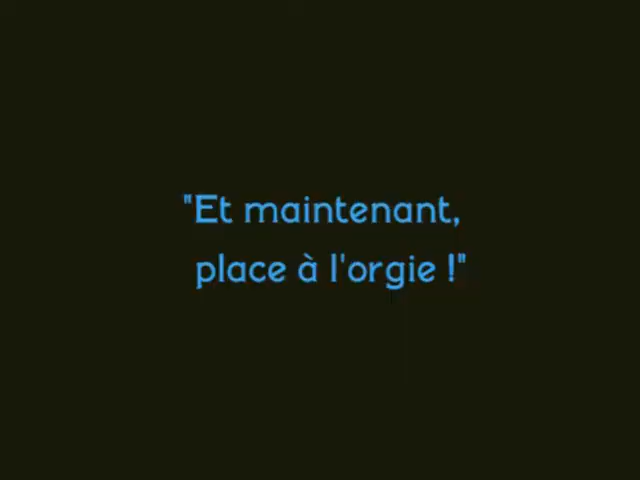 "Et maintenant,
place à l'orgie !"